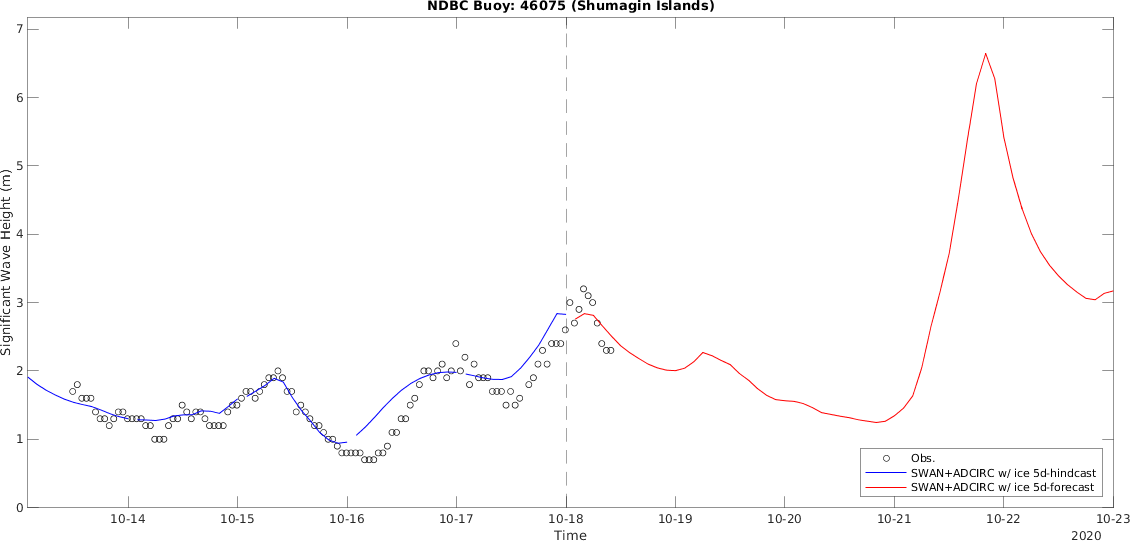 NDBC Buoy: 46075 (Shumagin Islands)
Significant Wave Height (m)
7
6
5
4
3
2
1
0
Obs.
SWAN+ADCIRC w/ ice 5d-hindcast
SWAN+ADCIRC w/ ice 5d-forecast
10-14 10-15 10-16 10-17 10-18 10-19 10-20 10-21 10-22 10-23
Time
2020